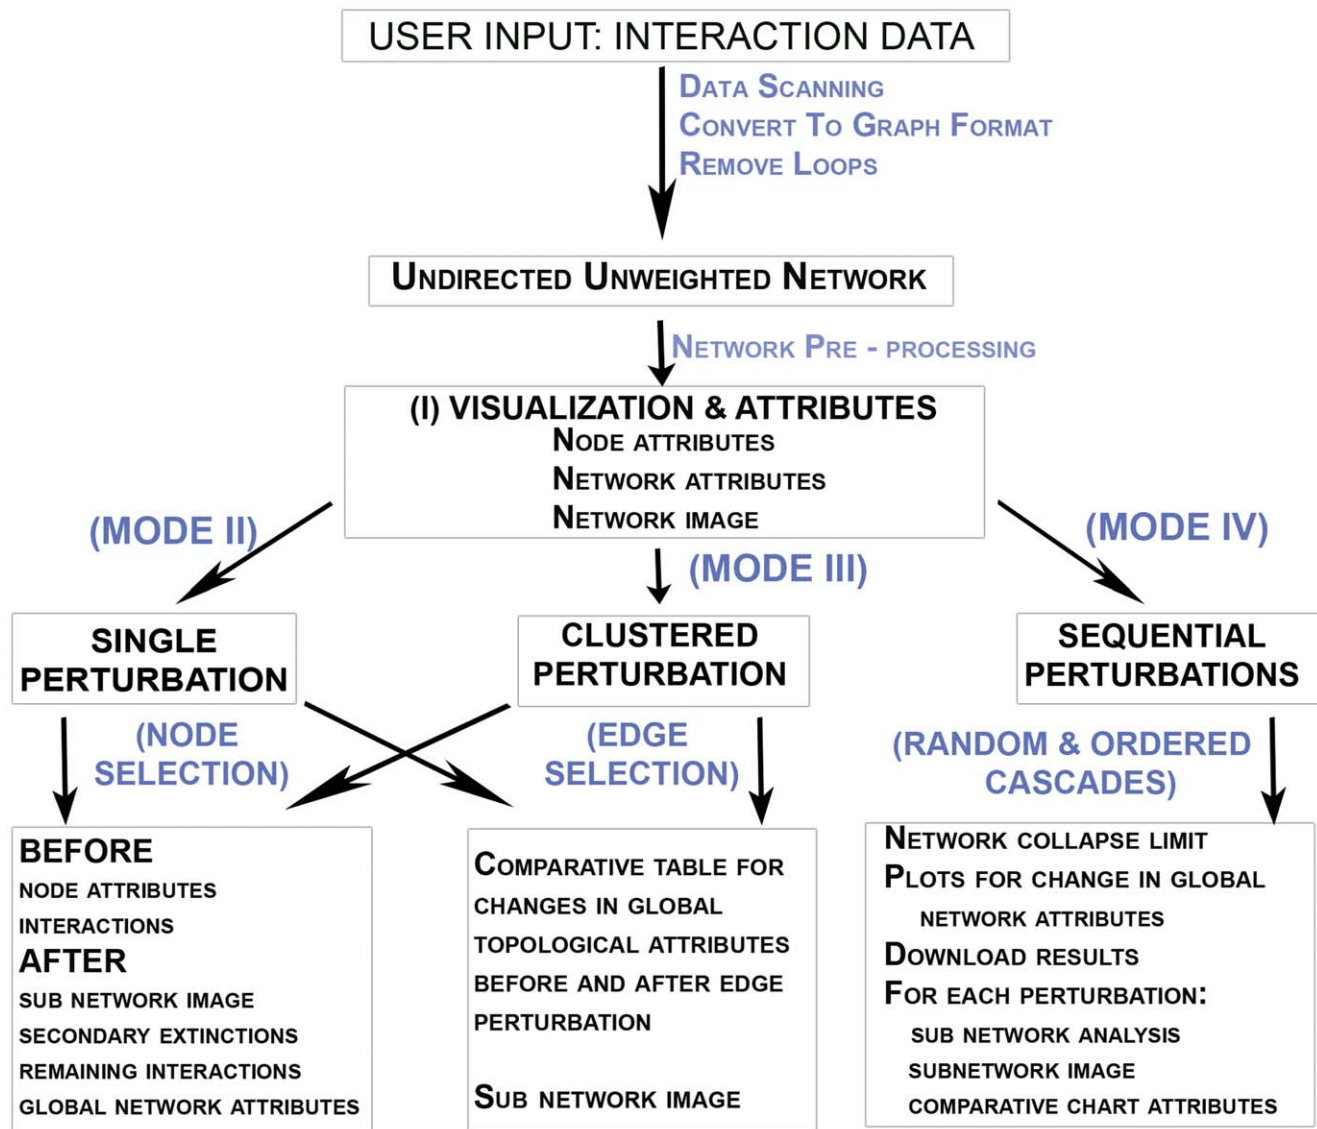 USER INPUT: INTERACTION DATA
DATA SCANNING
CONVERT TO GRAPH FORMAT
REMOVE LOOPS
UNDIRECTED UNWEIGHTED NETWORK
NETWORK PRE - PROCESSING
(I) VISUALIZATION & ATTRIBUTES
NODE ATTRIBUTES
NETWORK ATTRIBUTES
NETWORK IMAGE
(MODE II)
(MODE III)
(MODE IV)
SINGLE
PERTURBATION
CLUSTERED
PERTURBATION
SEQUENTIAL
PERTURBATIONS
(NODE
SELECTION)
(EDGE
SELECTION)
(RANDOM & ORDERED
CASCADES)
BEFORE
NODE ATTRIBUTES
INTERACTIONS
AFTER
SUB NETWORK IMAGE
SECONDARY EXTINCTIONS
REMAINING INTERACTIONS
GLOBAL NETWORK ATTRIBUTES
COMPARATIVE TABLE FOR
CHANGES IN GLOBAL
TOPOLOGICAL ATTRIBUTES
BEFORE AND AFTER EDGE
PERTURBATION
SUB NETWORK IMAGE
NETWORK COLLAPSE LIMIT
PLOTS FOR CHANGE IN GLOBAL
NETWORK ATTRIBUTES
DOWNLOAD RESULTS
FOR EACH PERTURBATION:
SUB NETWORK ANALYSIS
SUBNETWORK IMAGE
COMPARATIVE CHART ATTRIBUTES